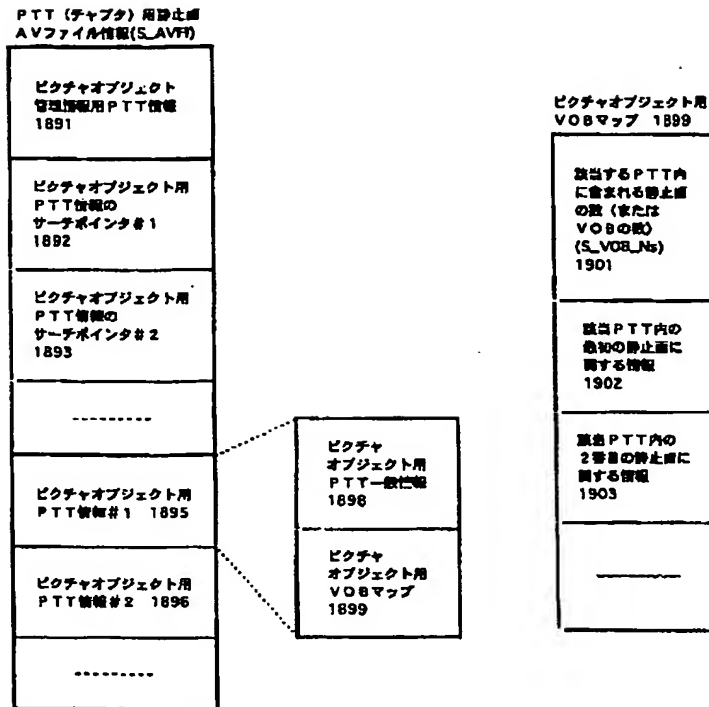 PTT（チャプタ）用静止画
AVファイル情報(S_AVFI)
ピクチャオブジェクト
管理情報用PTT情報
1891
ピクチャオブジェクト用
PTT情報の
サーチポインタ#1
1892
ピクチャオブジェクト用
PTT情報の
サーチポインタ#2
1893
ピクチャオブジェクト用
PTT情報#1 1895
ピクチャオブジェクト用
PTT情報#2 1896
ピクチャ
オブジェクト用
PTT一般情報
1898
ピクチャ
オブジェクト用
VOBマップ
1899
ピクチャオブジェクト用
VOBマップ 1899
該当するPTT内
に含まれる静止画
の数（または
VOBの数）
(S_VOB_Ns)
1901
該当PTT内の
最初の静止画に
関する情報
1902
該当PTT内の
2番目の静止画に
関する情報
1903